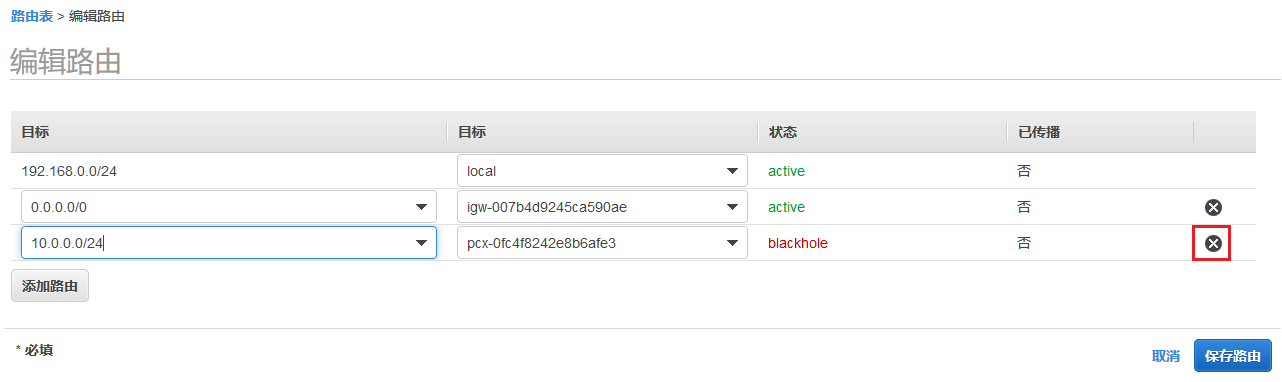 路由表 > 编辑路由
编辑路由
目标 目标 状态 已传播
192.168.0.0/24 local active 否
0.0.0.0/0 igw-007b4d9245ca590ae active 否
10.0.0.0/24 pcx-0fc4f8242e8b6afe3 blackhole 否
添加路由
* 必填
取消 保存路由